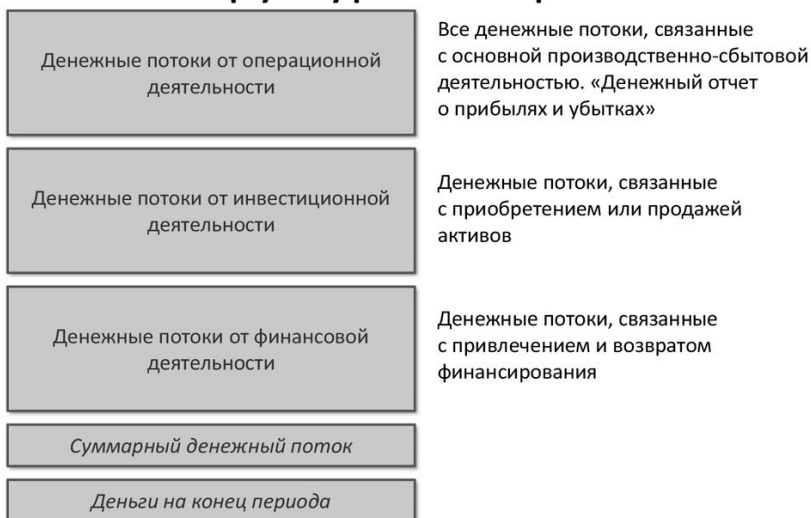 Денежные потоки от операционной
деятельности
Все денежные потоки, связанные
с основной производственно-сбытовой
деятельностью. «Денежный отчет
о прибылях и убытках»
Денежные потоки от инвестиционной
деятельности
Денежные потоки, связанные
с приобретением или продажей
активов
Денежные потоки от финансовой
деятельности
Денежные потоки, связанные
с привлечением и возвратом
финансирования
Суммарный денежный поток
Деньги на конец периода